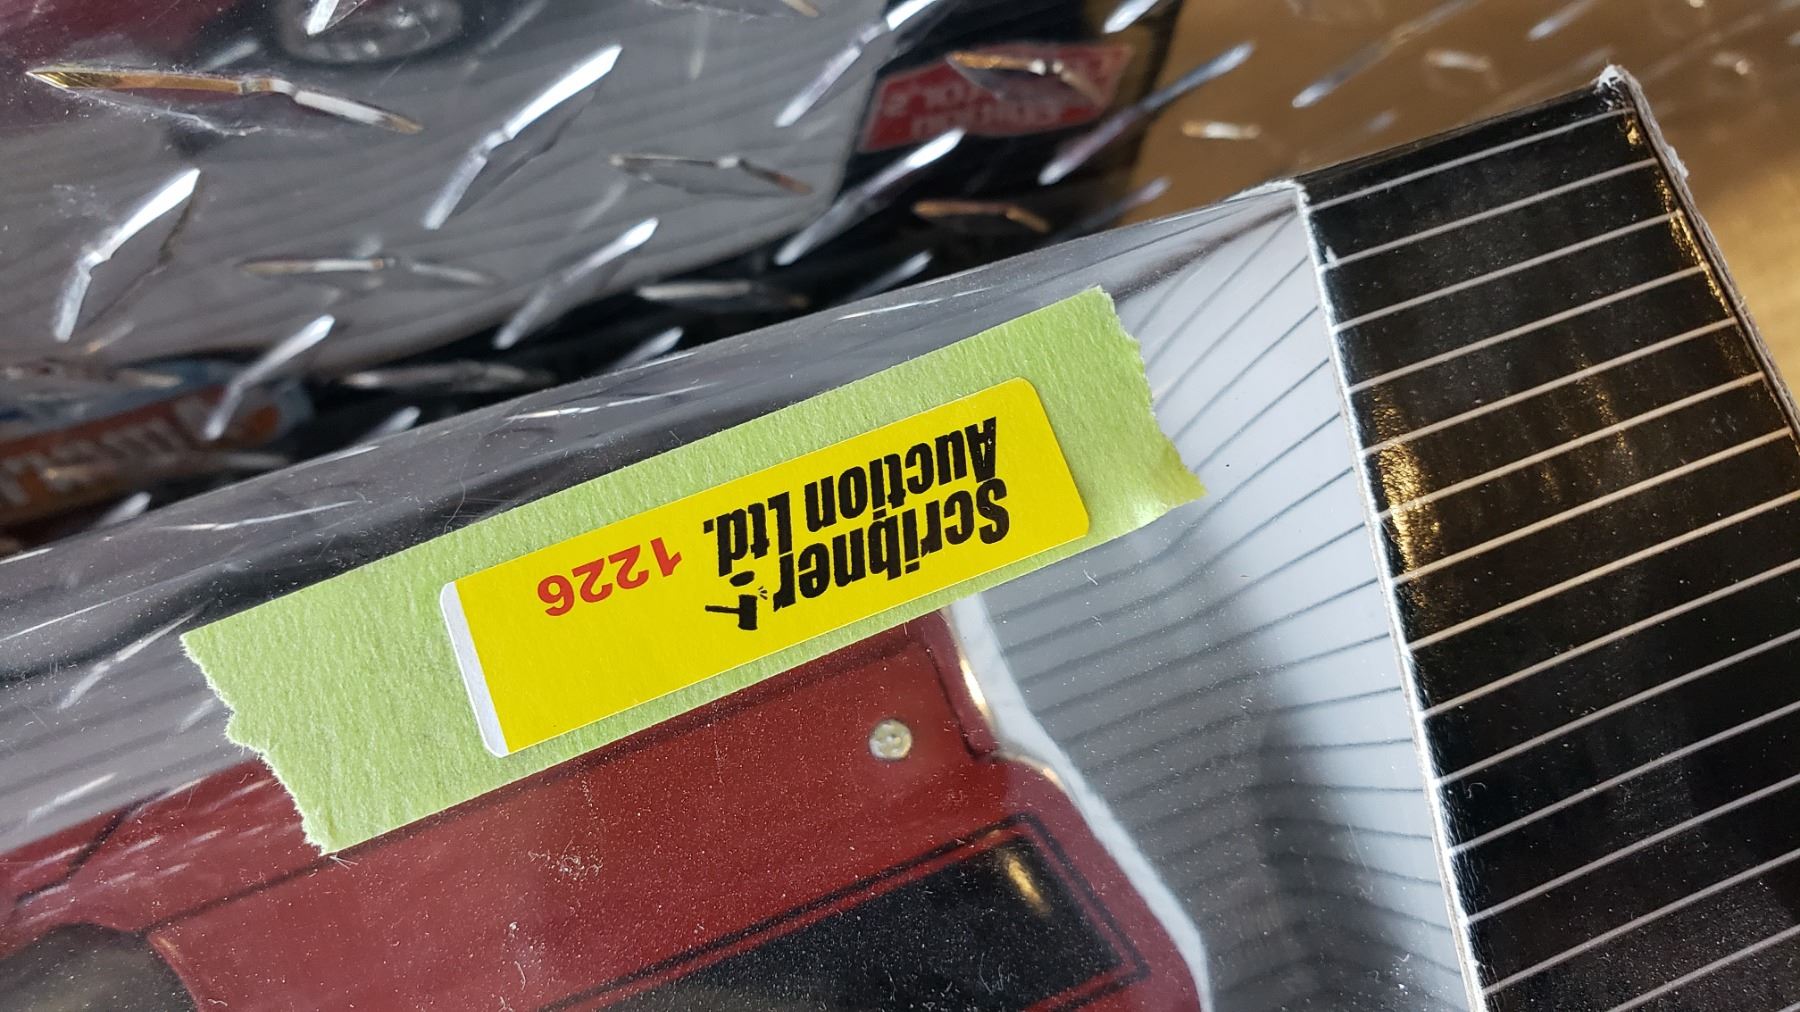 Scribner
Auction Ltd.
1226